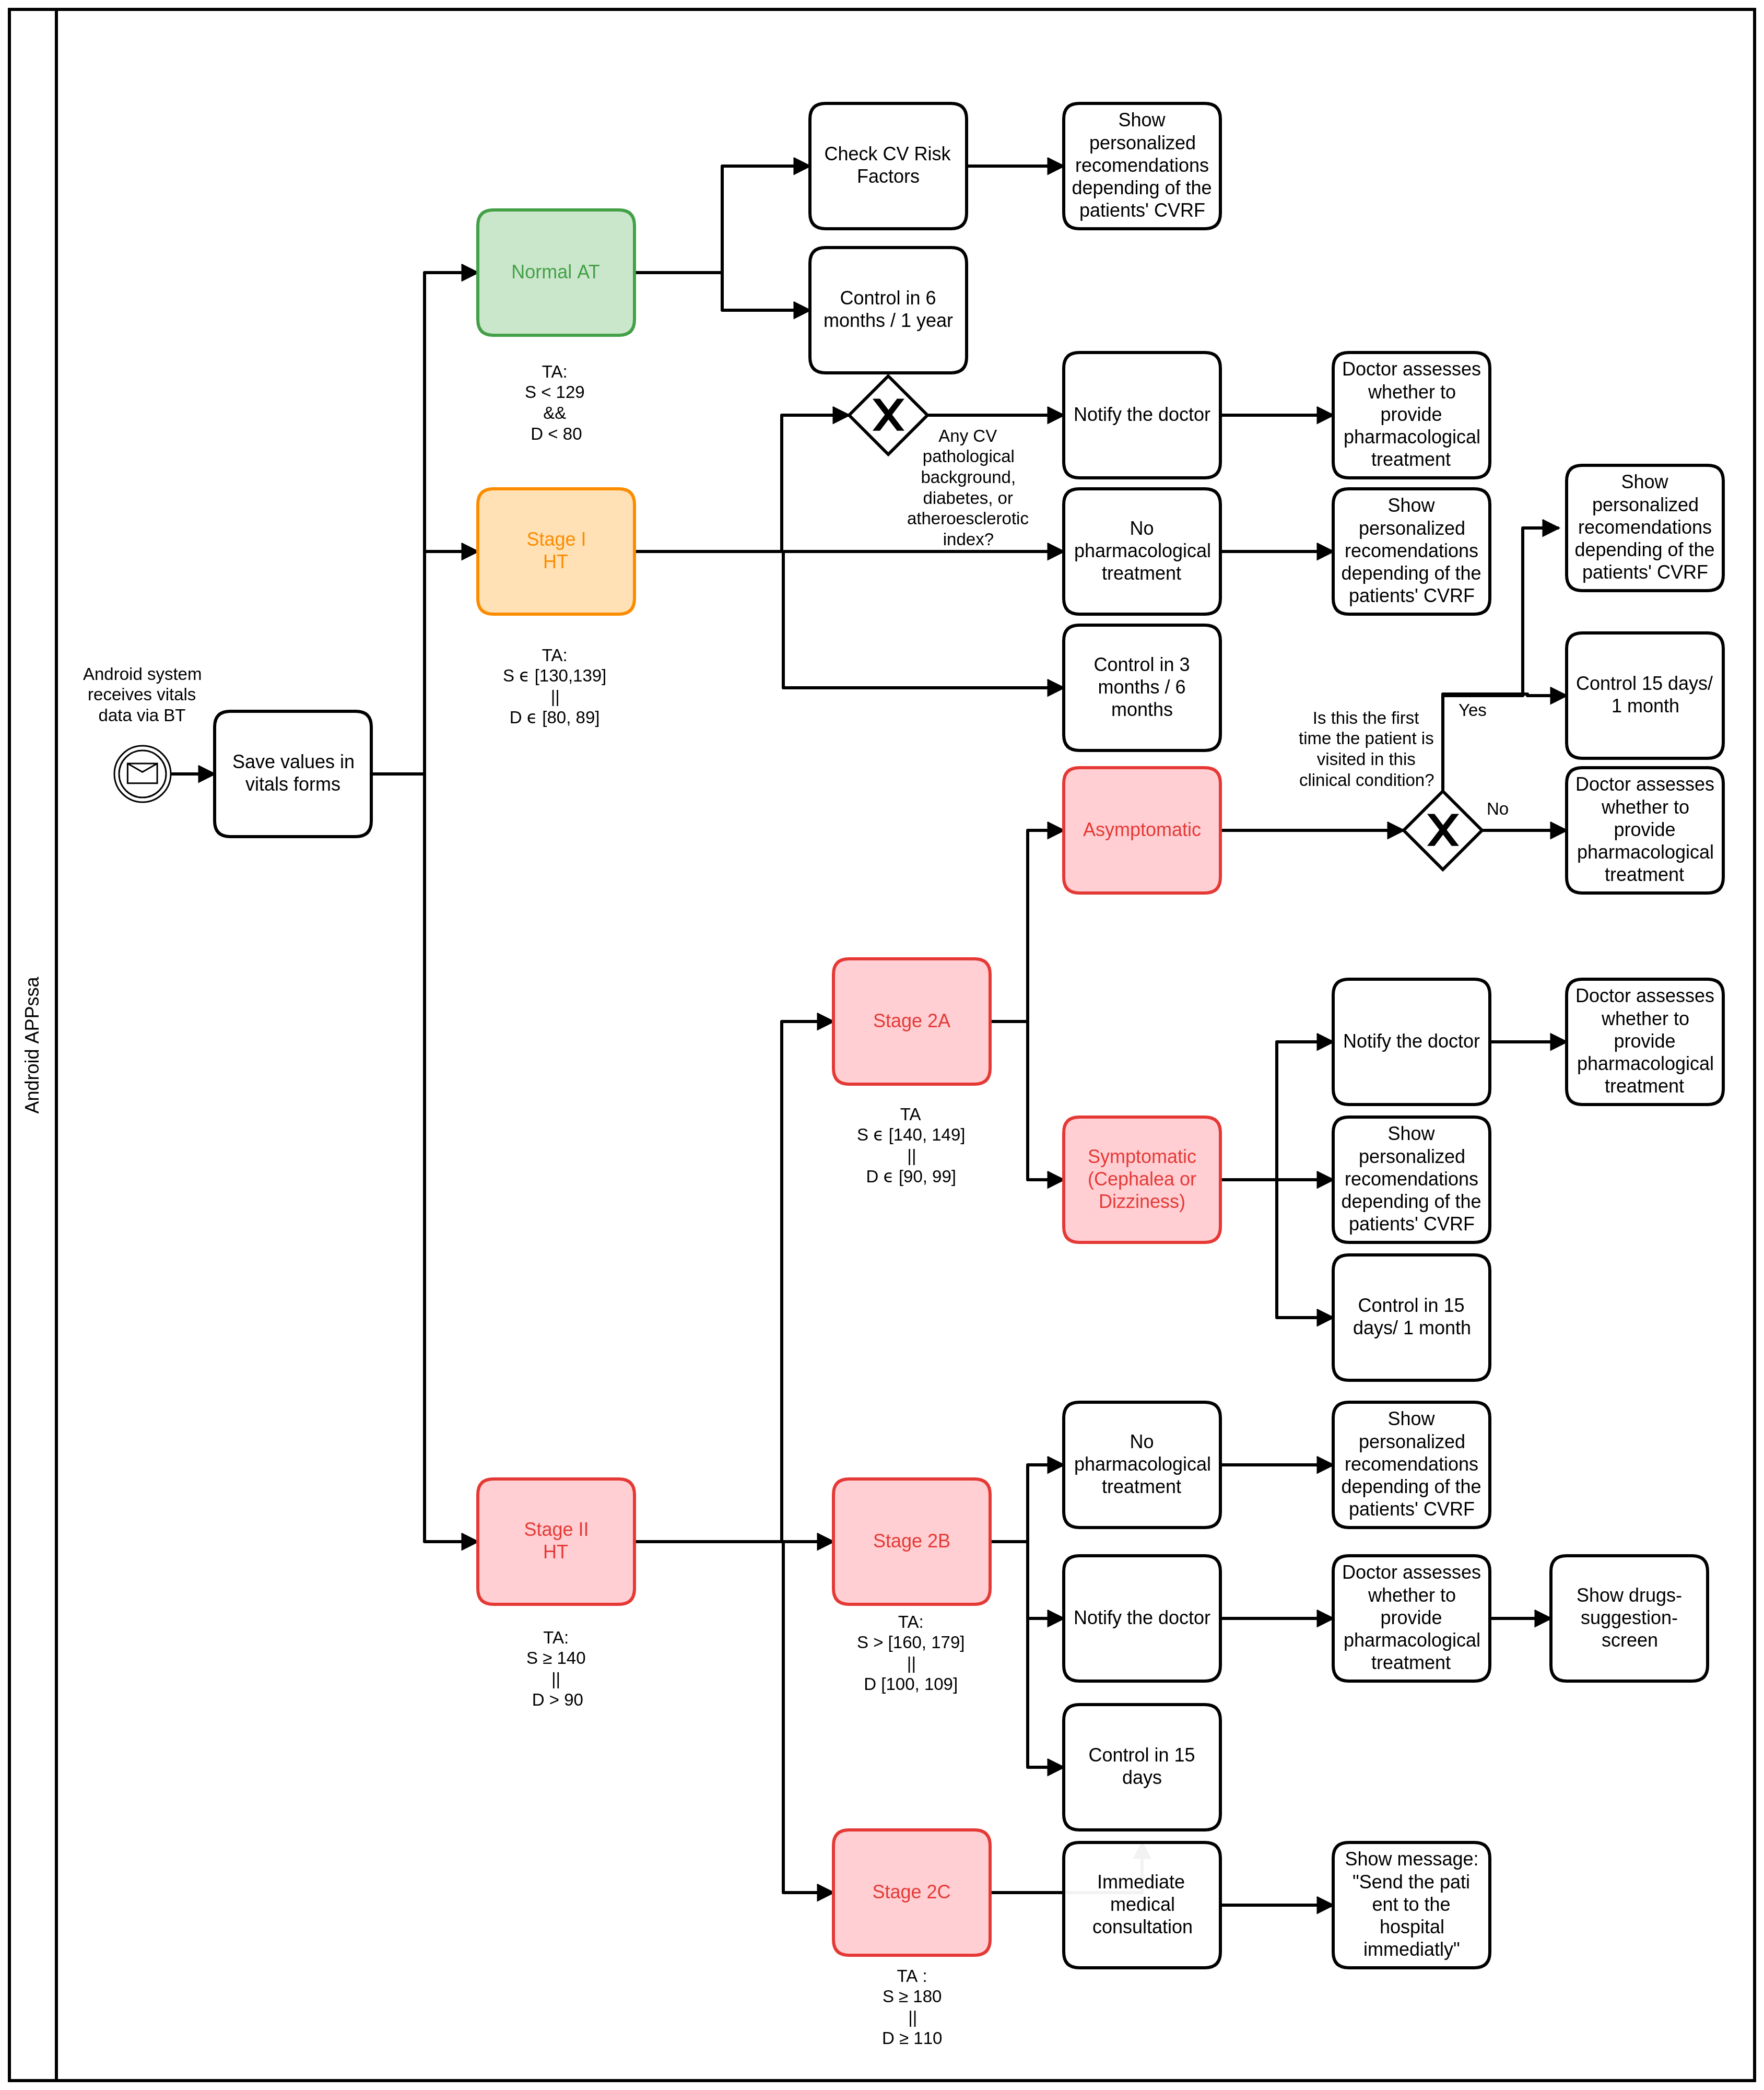 Android APPssa
Android system
receives vitals
data via BT
Save values in
vitals forms
Normal AT
TA:
S < 129
&&
D < 80
Check CV Risk
Factors
Show
personalized
recomendations
depending of the
patients' CVRF
Control in 6
months / 1 year
Stage I
HT
TA:
S ϵ [130,139]
||
D ϵ [80, 89]
X
Any CV
pathological
background,
diabetes, or
atheroesclerotic
index?
Notify the doctor
Doctor assesses
whether to
provide
pharmacological
treatment
No
pharmacological
treatment
Show
personalized
recomendations
depending of the
patients' CVRF
Control in 3
months / 6
months
Stage II
HT
TA:
S ≥ 140
||
D > 90
Stage 2A
TA
S ϵ [140, 149]
||
D ϵ [90, 99]
Asymptomatic
Is this the first
time the patient is
visited in this
clinical condition?
X
Yes
No
Show
personalized
recomendations
depending of the
patients' CVRF
Control 15 days/
1 month
Doctor assesses
whether to
provide
pharmacological
treatment
Symptomatic
(Cephalea or
Dizziness)
Notify the doctor
Doctor assesses
whether to
provide
pharmacological
treatment
Show
personalized
recomendations
depending of the
patients' CVRF
Control in 15
days/ 1 month
Stage 2B
TA:
S > [160, 179]
||
D [100, 109]
No
pharmacological
treatment
Show
personalized
recomendations
depending of the
patients' CVRF
Notify the doctor
Doctor assesses
whether to
provide
pharmacological
treatment
Show drugs-
suggestion-
screen
Control in 15
days
Stage 2C
TA :
S ≥ 180
||
D ≥ 110
Immediate
medical
consultation
Show message:
"Send the pati
ent to the
hospital
immediatly"